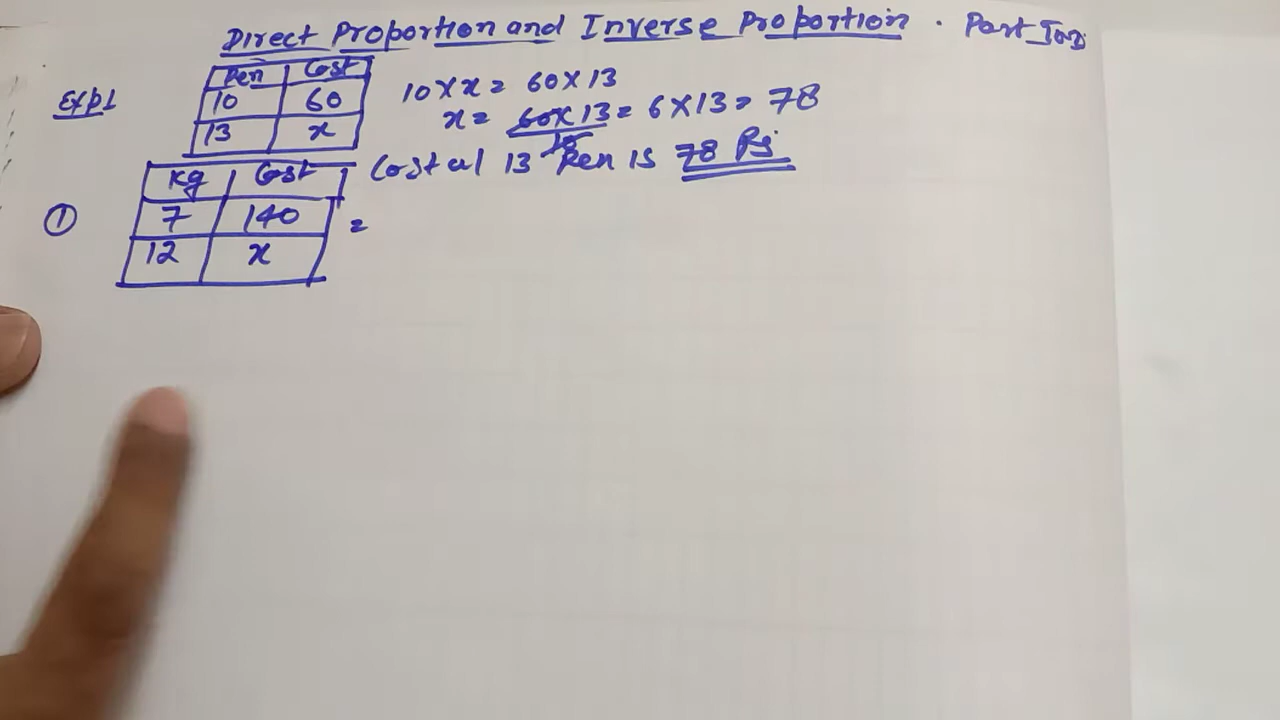 Direct Proportion and Inverse Proportion . Part
Exp1
Pen Cost
10 60
13 x
10 X x = 60 X 13
x = 60 X 13 / 10 = 6 X 13 = 78
Cost of 13 Pen is 78 Rs
①
Kg Cost
7 140 =
12 x